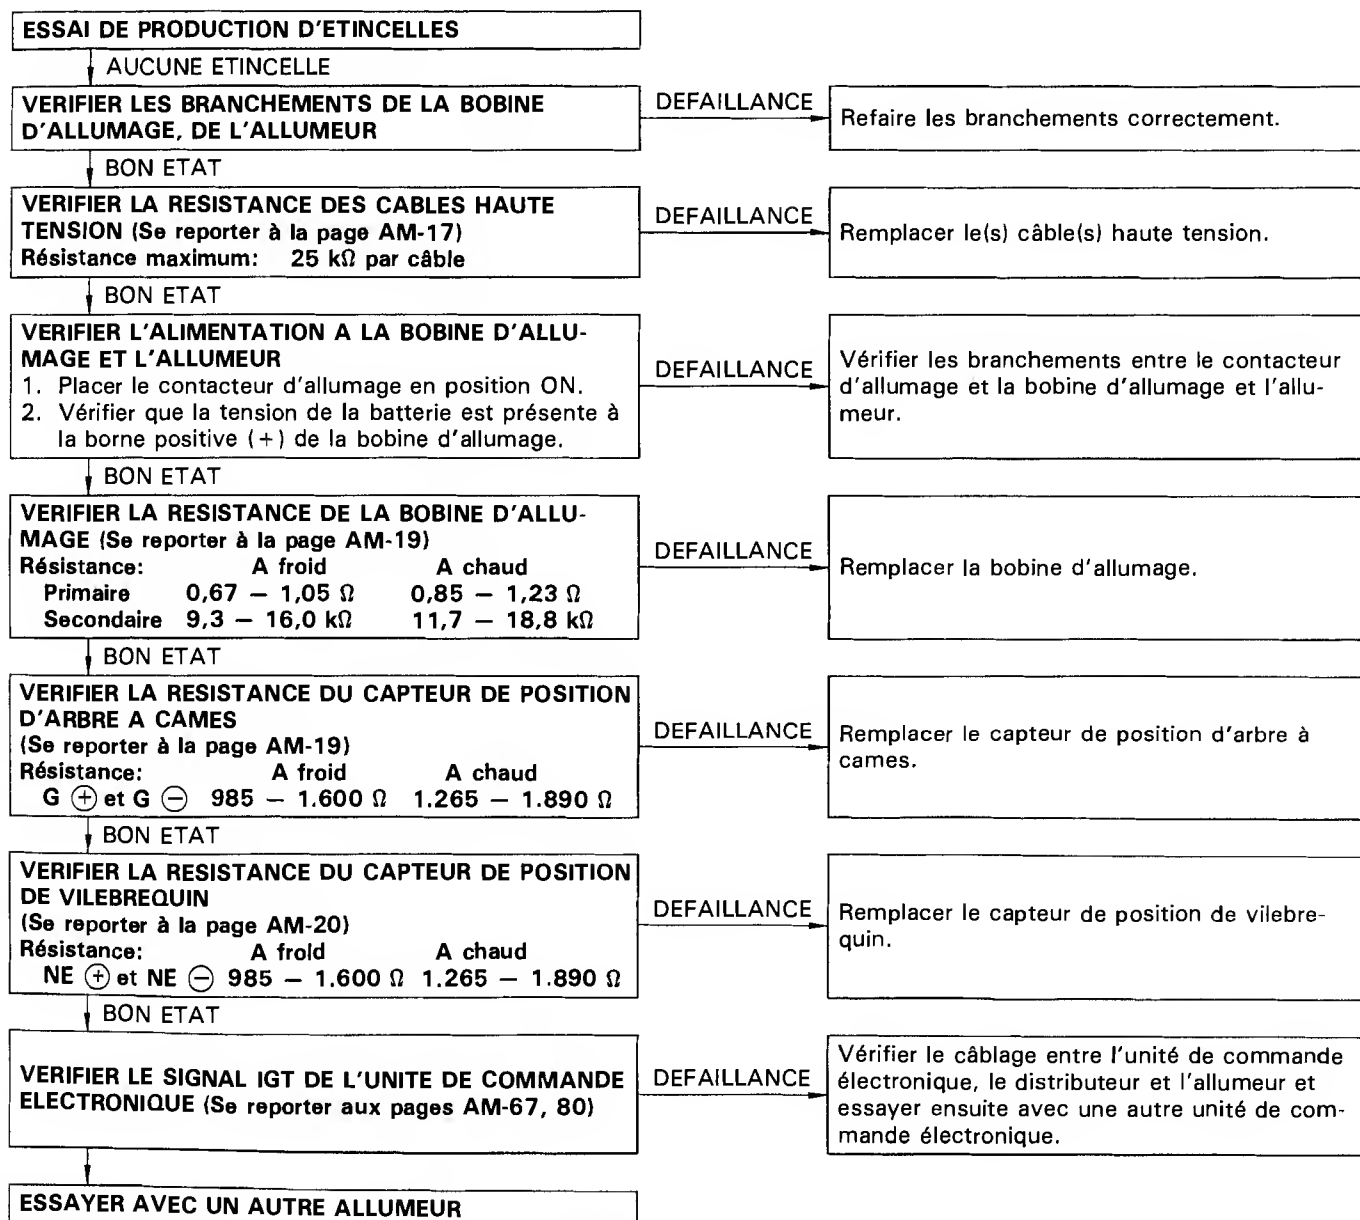 ESSAI DE PRODUCTION D'ETINCELLES
AUCUNE ETINCELLE
VERIFIER LES BRANCHEMENTS DE LA BOBINE
D'ALLUMAGE, DE L'ALLUMEUR
DEFAILLANCE
Refaire les branchements correctement.
BON ETAT
VERIFIER LA RESISTANCE DES CABLES HAUTE
TENSION (Se reporter à la page AM-17)
Résistance maximum: 25 kΩ par câble
DEFAILLANCE
Remplacer le(s) câble(s) haute tension.
BON ETAT
VERIFIER L'ALIMENTATION A LA BOBINE D'ALLU-
MAGE ET L'ALLUMEUR
1. Placer le contacteur d'allumage en position ON.
2. Vérifier que la tension de la batterie est présente à
la borne positive (+) de la bobine d'allumage.
DEFAILLANCE
Vérifier les branchements entre le contacteur
d'allumage et la bobine d'allumage et l'allu-
meur.
BON ETAT
VERIFIER LA RESISTANCE DE LA BOBINE D'ALLU-
MAGE (Se reporter à la page AM-19)
Résistance: A froid A chaud
Primaire 0,67 — 1,05 Ω 0,85 — 1,23 Ω
Secondaire 9,3 — 16,0 kΩ 11,7 — 18,8 kΩ
DEFAILLANCE
Remplacer la bobine d'allumage.
BON ETAT
VERIFIER LA RESISTANCE DU CAPTEUR DE POSITION
D'ARBRE A CAMES
(Se reporter à la page AM-19)
Résistance: A froid A chaud
G ⊕ et G ⊖ 985 — 1.600 Ω 1.265 — 1.890 Ω
DEFAILLANCE
Remplacer le capteur de position d'arbre à
cames.
BON ETAT
VERIFIER LA RESISTANCE DU CAPTEUR DE POSITION
DE VILEBREQUIN
(Se reporter à la page AM-20)
Résistance: A froid A chaud
NE ⊕ et NE ⊖ 985 — 1.600 Ω 1.265 — 1.890 Ω
DEFAILLANCE
Remplacer le capteur de position de vilebre-
quin.
BON ETAT
VERIFIER LE SIGNAL IGT DE L'UNITE DE COMMANDE
ELECTRONIQUE (Se reporter aux pages AM-67, 80)
DEFAILLANCE
Vérifier le câblage entre l'unité de commande
électronique, le distributeur et l'allumeur et
essayer ensuite avec une autre unité de com-
mande électronique.
ESSAYER AVEC UN AUTRE ALLUMEUR